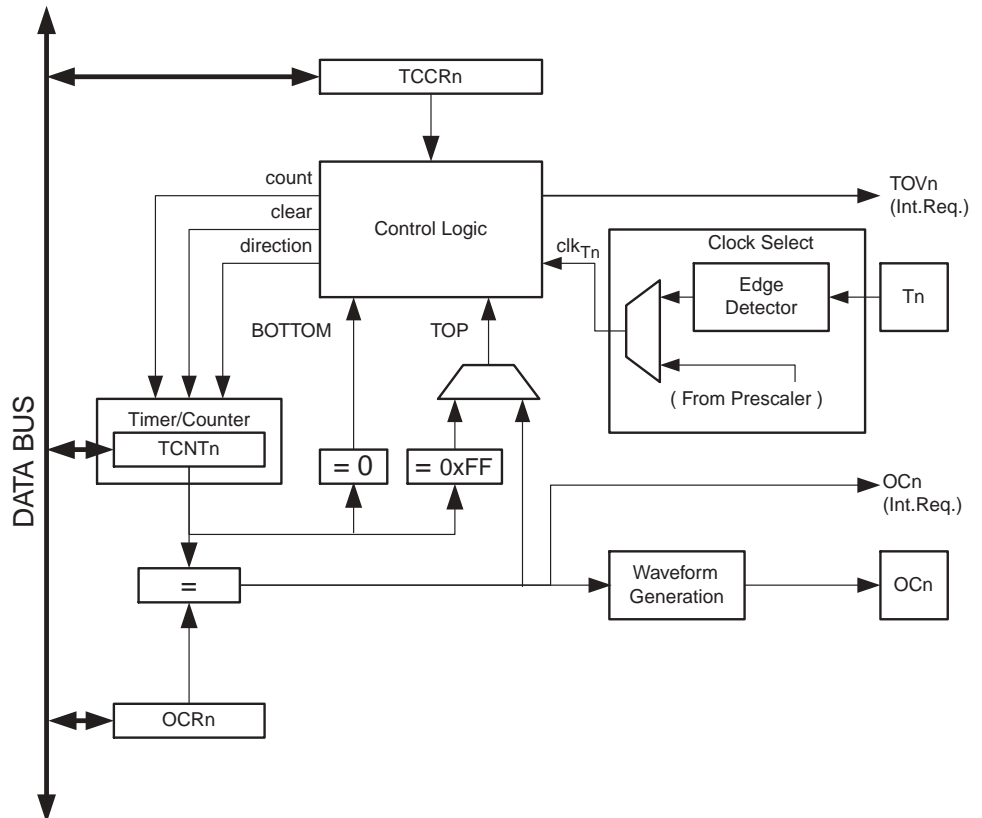 TCCRn
count
clear
direction
Control Logic
TOVn
(Int.Req.)
clkTn
Clock Select
Edge
Detector
Tn
BOTTOM
TOP
( From Prescaler )
Timer/Counter
TCNTn
= 0
= 0xFF
DATA BUS
OCn
(Int.Req.)
=
Waveform
Generation
OCn
OCRn